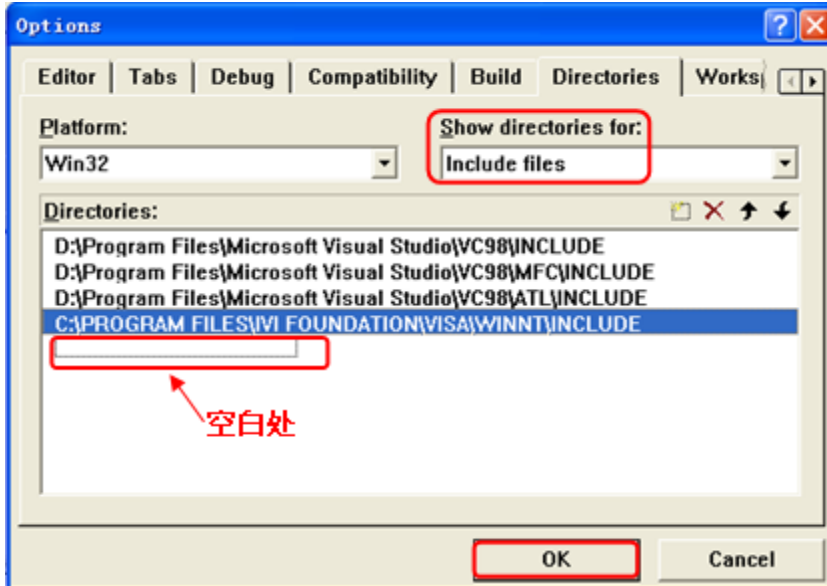 Options
Editor Tabs Debug Compatibility Build Directories Works
Platform: Show directories for:
Win32 Include files
Directories:
D:\Program Files\Microsoft Visual Studio\VC98\INCLUDE
D:\Program Files\Microsoft Visual Studio\VC98\MFC\INCLUDE
D:\Program Files\Microsoft Visual Studio\VC98\ATL\INCLUDE
C:\PROGRAM FILES\IVI FOUNDATION\VISA\WINNT\INCLUDE
空白处
OK Cancel